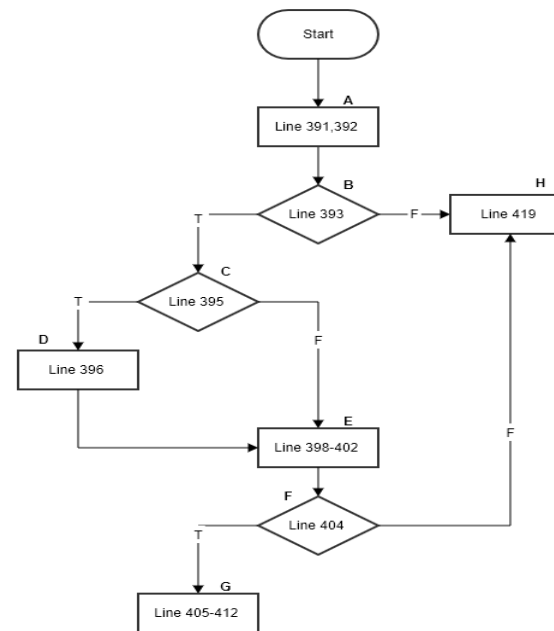 Start
A
Line 391,392
B
Line 393
H
Line 419
T
F
C
Line 395
T
F
D
Line 396
E
Line 398-402
F
Line 404
F
T
G
Line 405-412